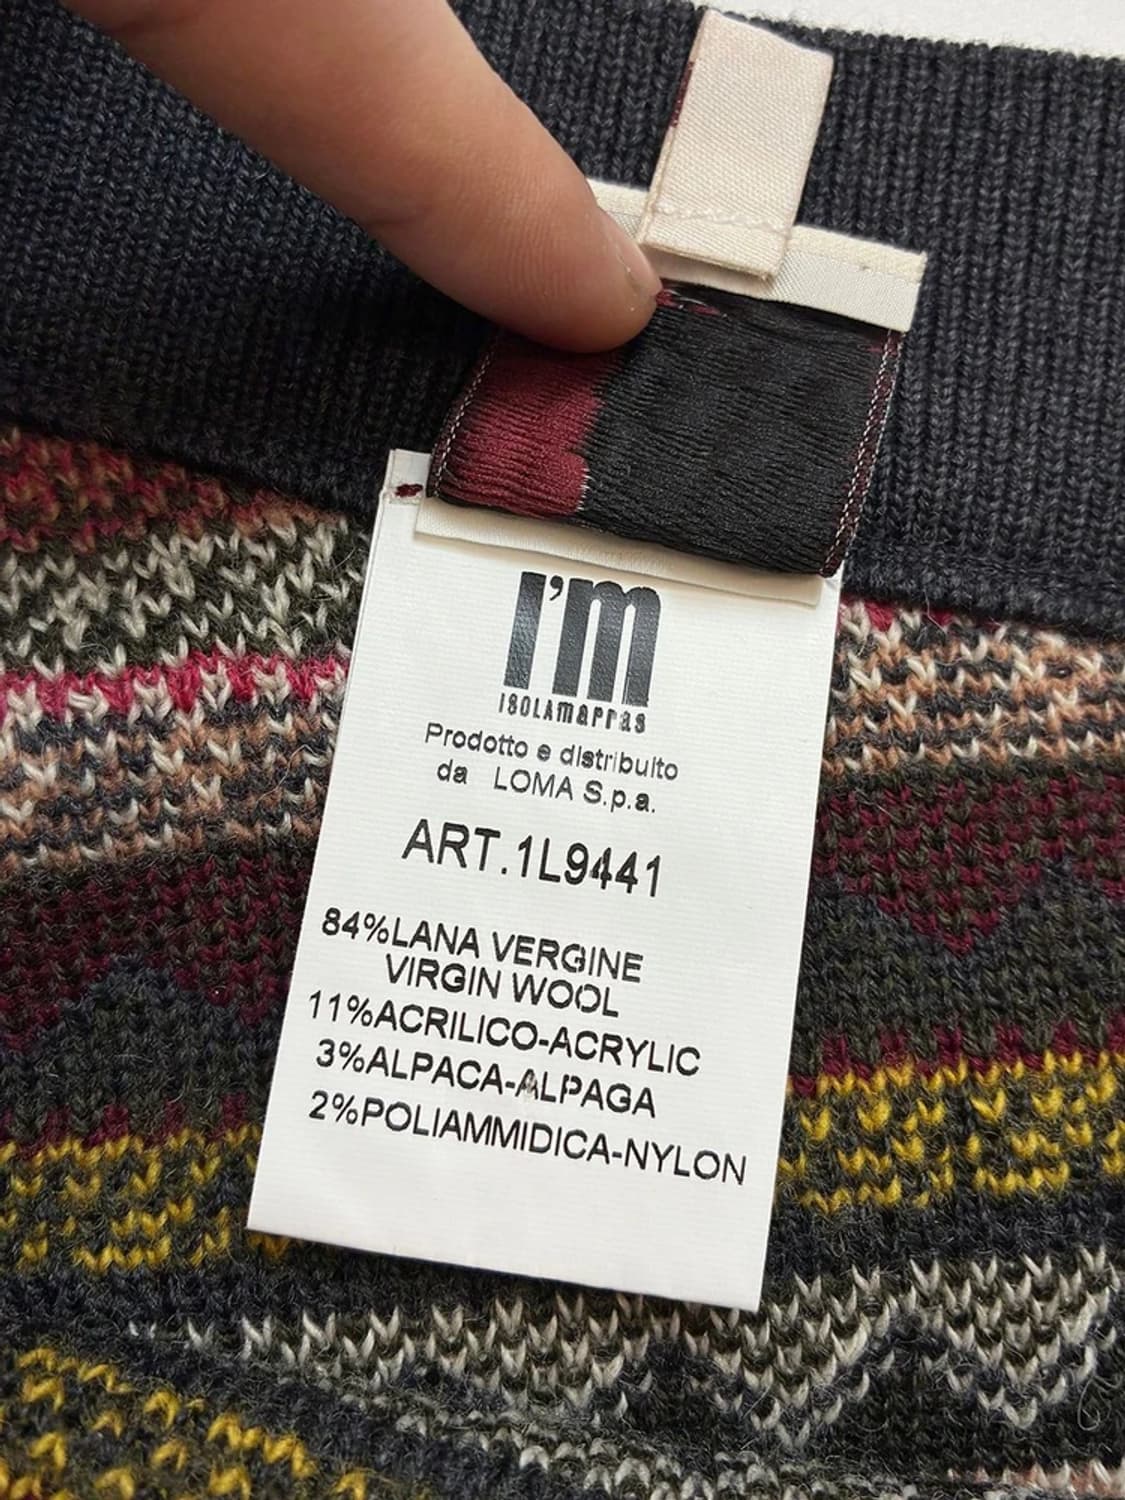 I'm
ISOLAmarras
Prodotto e distribuito
da LOMA S.p.a.
ART.1L9441
84%LANA VERGINE
VIRGIN WOOL
11%ACRILICO-ACRYLIC
3%ALPACA-ALPAGA
2%POLIAMMIDICA-NYLON